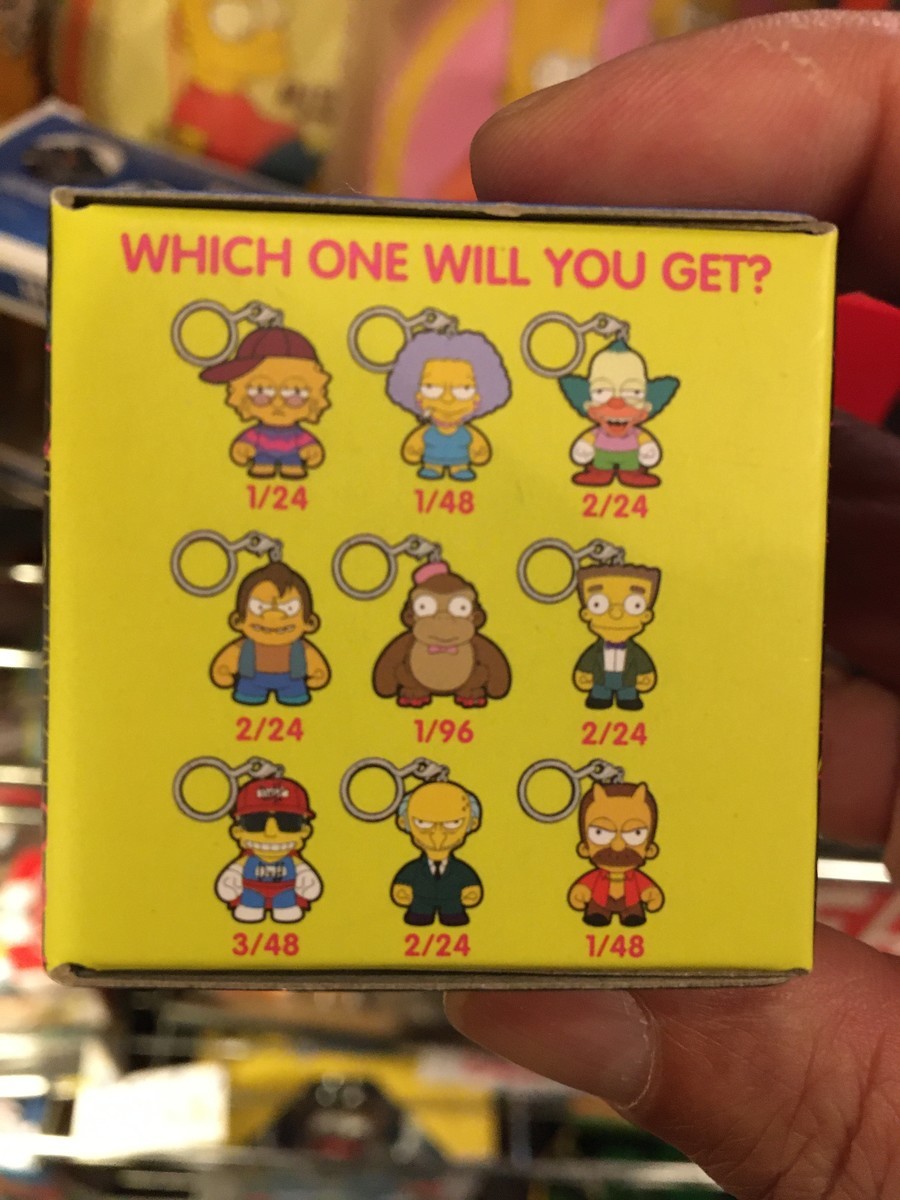 WHICH ONE WILL YOU GET?
1/24 1/48 2/24
2/24 1/96 2/24
3/48 2/24 1/48